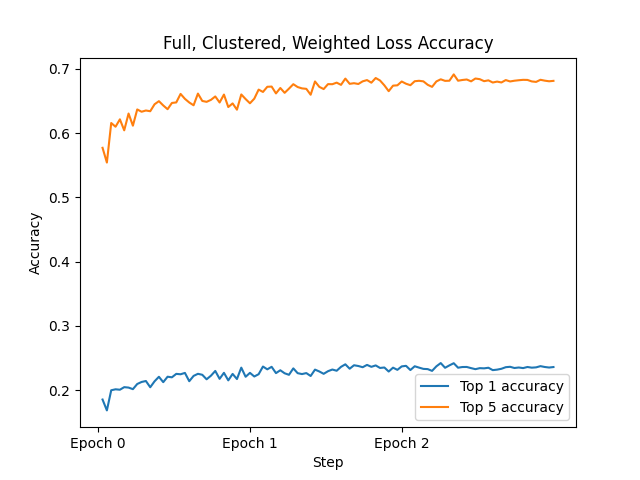 Full, Clustered, Weighted Loss Accuracy
0.7
0.6
0.5
0.4
0.3
0.2
Accuracy
Top 1 accuracy
Top 5 accuracy
Epoch 0
Epoch 1
Epoch 2
Step